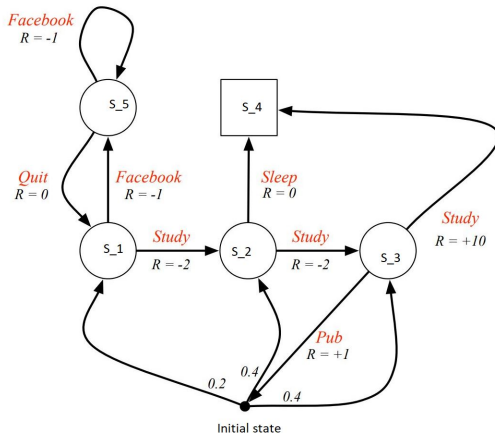 Facebook
R = -1
S_5
S_4
Quit
R = 0
Facebook
R = -1
Sleep
R = 0
Study
R = +10
S_1
Study
R = -2
S_2
Study
R = -2
S_3
Pub
R = +1
0.2
0.4
0.4
Initial state